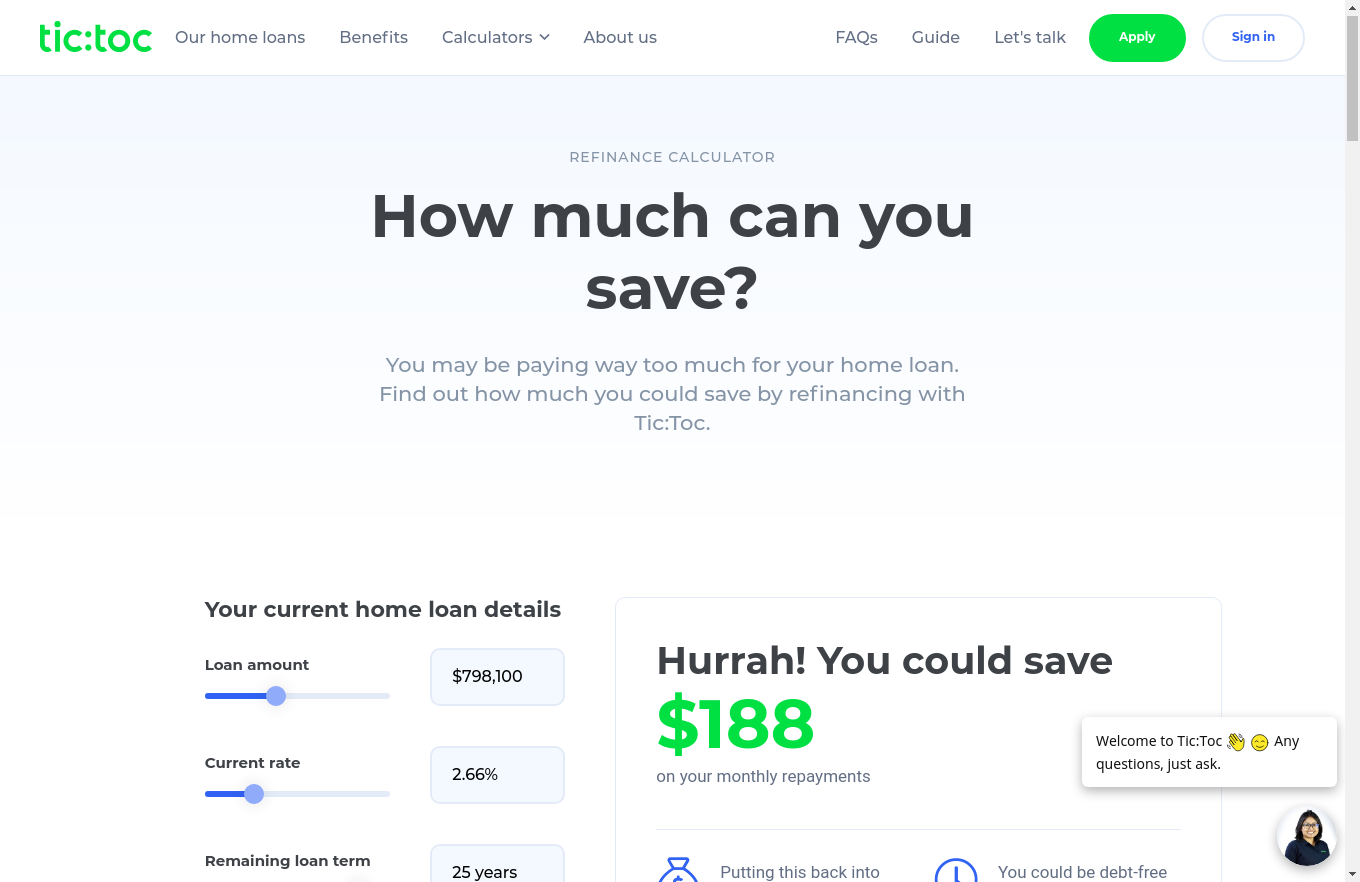 tic:toc Our home loans Benefits Calculators About us FAQs Guide Let's talk Apply Sign in
REFINANCE CALCULATOR
How much can you
save?
You may be paying way too much for your home loan.
Find out how much you could save by refinancing with
Tic:Toc.
Your current home loan details
Loan amount
$798,100
Current rate
2.66%
Remaining loan term
25 years
Hurrah! You could save
$188
on your monthly repayments
Putting this back into
You could be debt-free
Welcome to Tic:Toc 👋 😊 Any
questions, just ask.